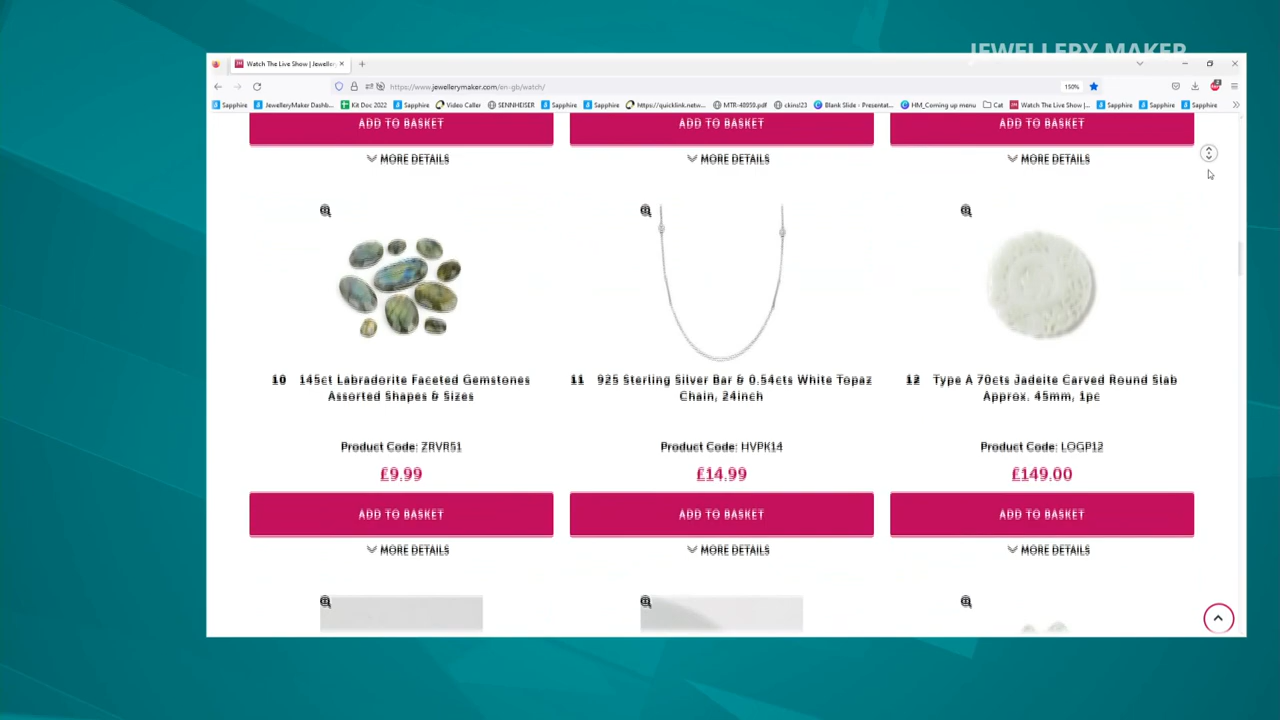 JEWELLERY MAKER
Watch The Live Show | Jeweller
https://www.jewellerymaker.com/en-gb/watch/
150%
Sapphire
JewelleryMaker Dashb...
Kit Doc 2022
Sapphire
Video Caller
SENNHEISER
Sapphire
Sapphire
https://quicklink.netw...
MTR-48959.pdf
ckinsl23
Blank Slide - Presentat...
HM_Coming up menu
Cat
Watch The Live Show |...
Sapphire
Sapphire
Sapphire
ADD TO BASKET
ADD TO BASKET
ADD TO BASKET
MORE DETAILS
MORE DETAILS
MORE DETAILS
10 145ct Labradorite Faceted Gemstones
Assorted Shapes & Sizes
Product Code: ZRVR51
£9.99
ADD TO BASKET
MORE DETAILS
11 925 Sterling Silver Bar & 0.54cts White Topaz
Chain, 24inch
Product Code: HVPK14
£14.99
ADD TO BASKET
MORE DETAILS
12 Type A 70cts Jadeite Carved Round Slab
Approx. 45mm, 1pc
Product Code: LOGP12
£149.00
ADD TO BASKET
MORE DETAILS